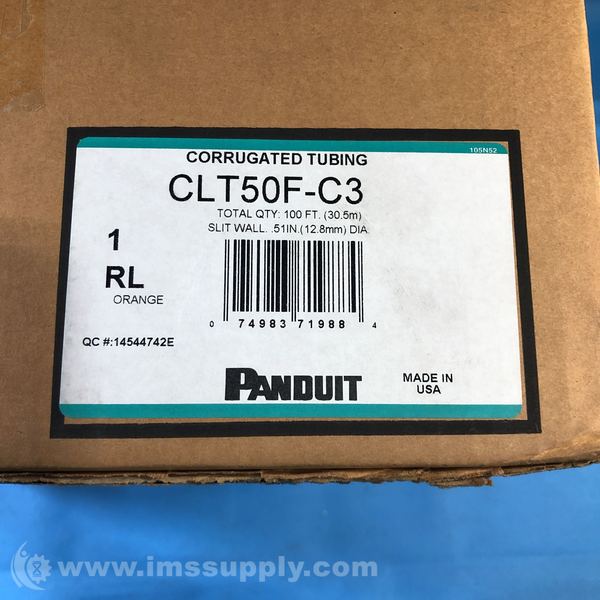 105N52
CORRUGATED TUBING
CLT50F-C3
TOTAL QTY: 100 FT. (30.5m)
SLIT WALL. .51IN.(12.8mm) DIA.
1
RL
ORANGE
0 74983 71988 4
QC #:14544742E
PANDUIT
MADE IN
USA
www.imssupply.com